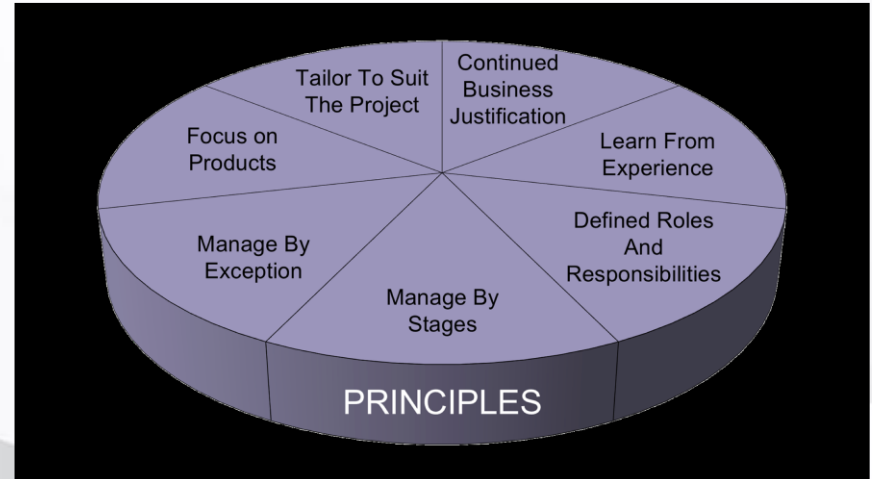 Tailor To Suit
The Project
Continued
Business
Justification
Learn From
Experience
Defined Roles
And
Responsibilities
Manage By
Stages
Manage By
Exception
Focus on
Products
PRINCIPLES